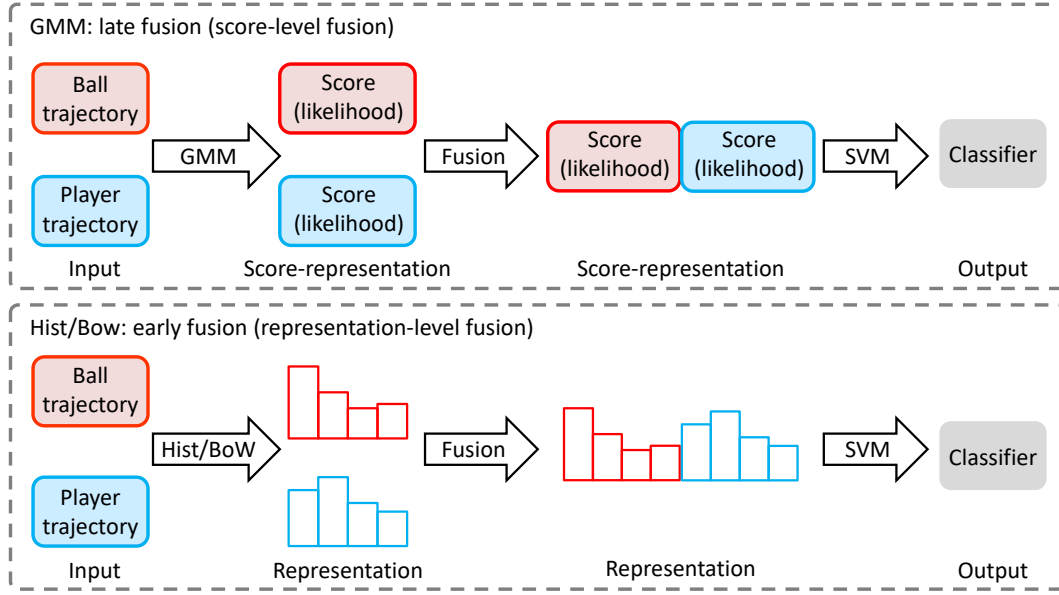 GMM: late fusion (score-level fusion)
Ball
trajectory
Player
trajectory
GMM
Score
(likelihood)
Score
(likelihood)
Fusion
Score
(likelihood)
Score
(likelihood)
SVM
Classifier
Input
Score-representation
Score-representation
Output
Hist/Bow: early fusion (representation-level fusion)
Ball
trajectory
Player
trajectory
Hist/BoW
Fusion
SVM
Classifier
Input
Representation
Representation
Output